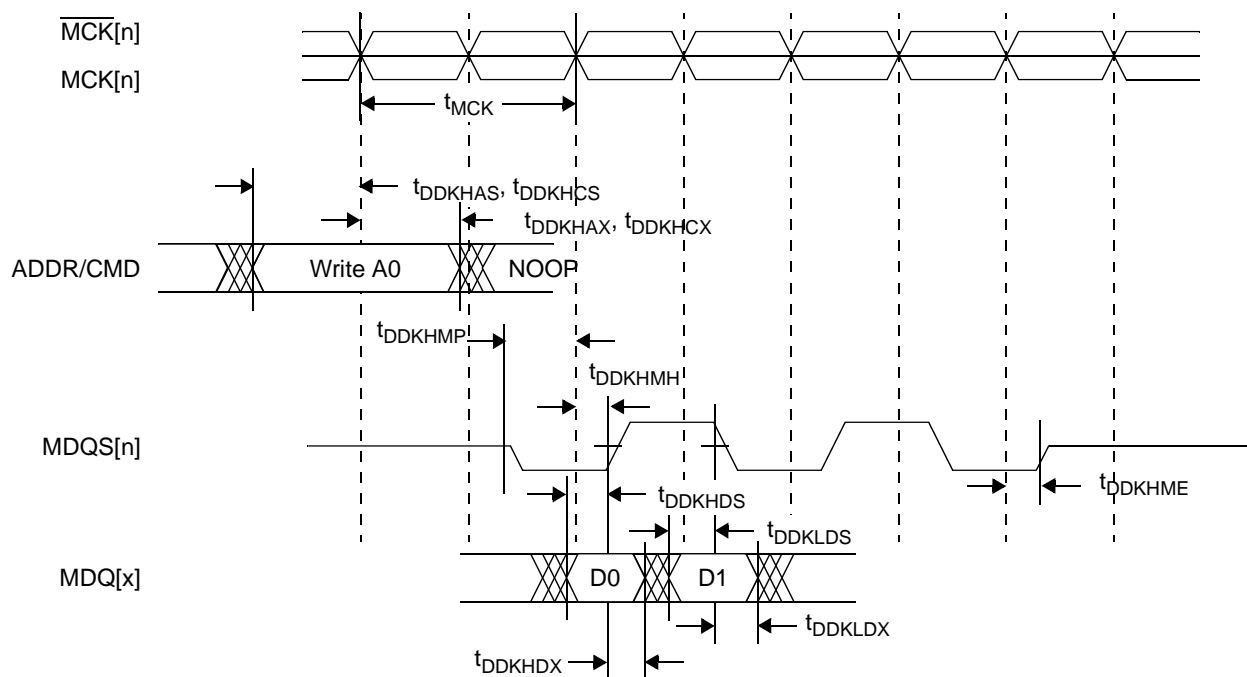 MCK[n]
MCK[n]
tMCK
tDDKHAS, tDDKHCS
tDDKHAX, tDDKHCX
ADDR/CMD
Write A0
NOOP
tDDKHMP
tDDKHMH
MDQS[n]
tDDKHME
tDDKHDS
tDDKLDS
MDQ[x]
D0
D1
tDDKLDX
tDDKHDX